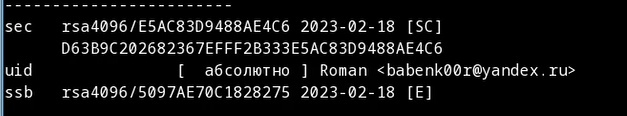 ------------------------
sec   rsa4096/E5AC83D9488AE4C6 2023-02-18 [SC]
      D63B9C202682367EFFF2B333E5AC83D9488AE4C6
uid                 [  абсолютно ] Roman <babenk00r@yandex.ru>
ssb   rsa4096/5097AE70C1828275 2023-02-18 [E]